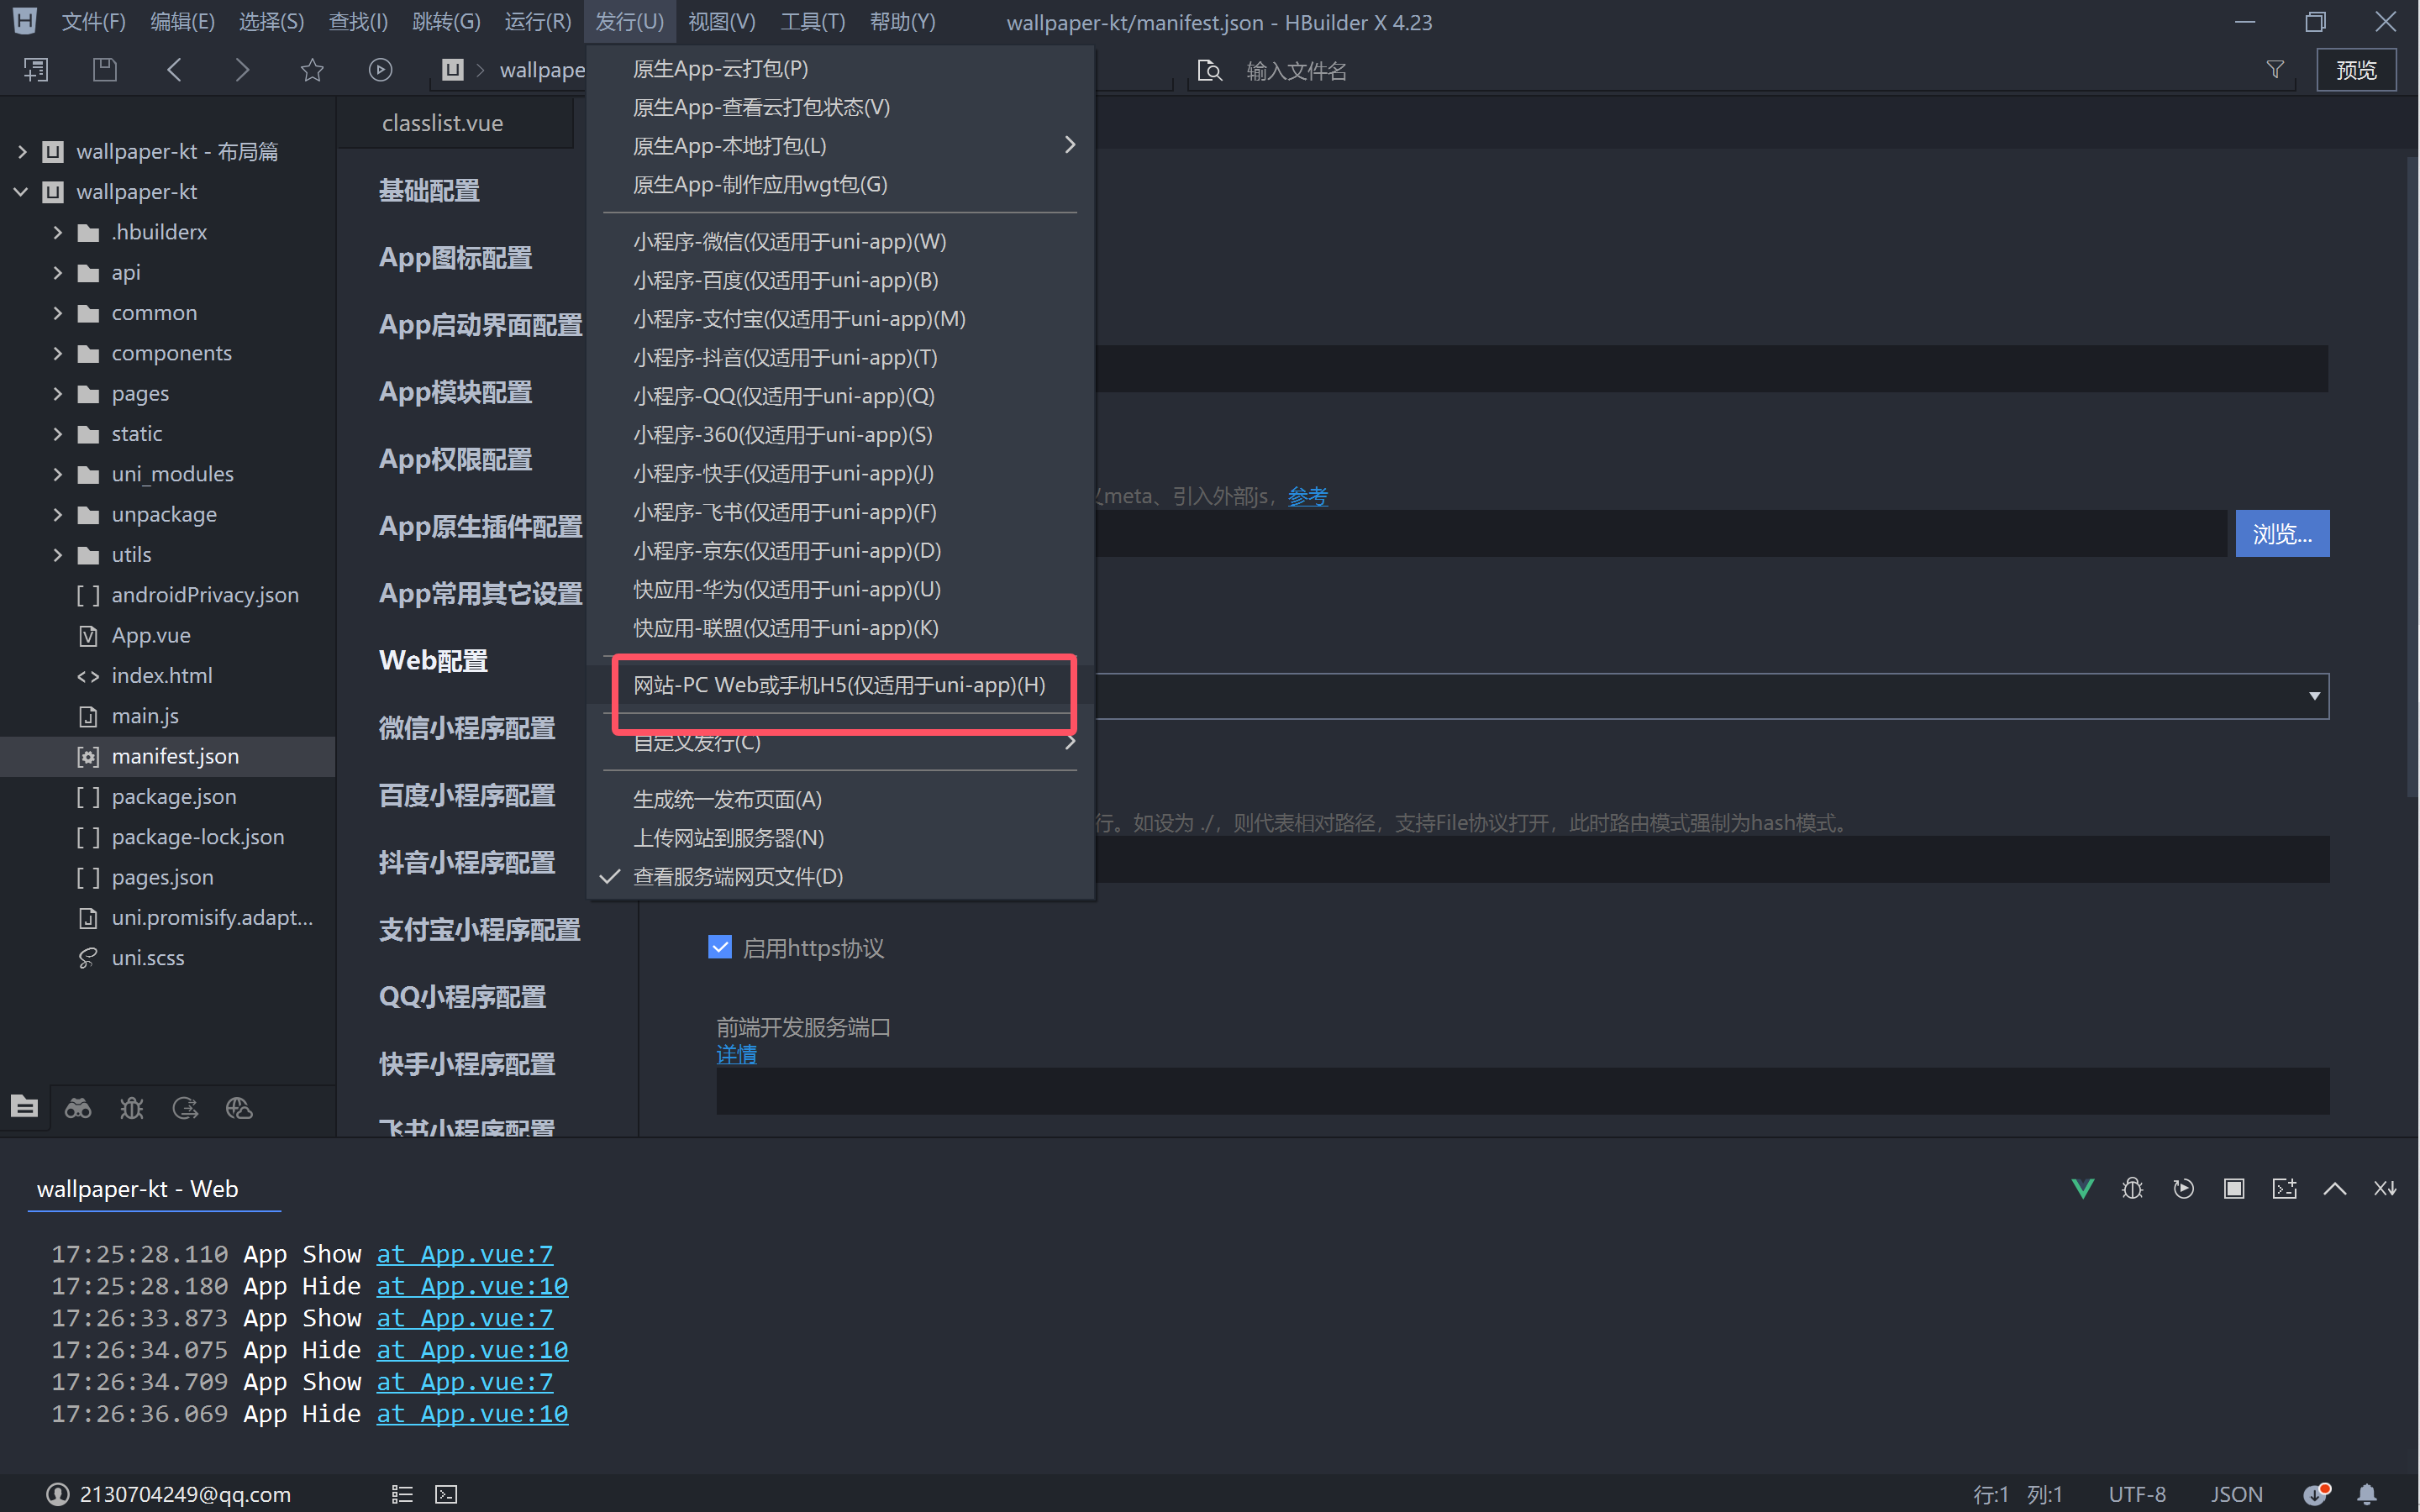 文件(F) 编辑(E) 选择(S) 查找(I) 跳转(G) 运行(R) 发行(U) 视图(V) 工具(T) 帮助(Y) wallpaper-kt/manifest.json - HBuilder X 4.23
wallpape
输入文件名
预览
wallpaper-kt - 布局篇
wallpaper-kt
.hbuilderx
api
common
components
pages
static
uni_modules
unpackage
utils
androidPrivacy.json
App.vue
index.html
main.js
manifest.json
package.json
package-lock.json
pages.json
uni.promisify.adapt...
uni.scss
classlist.vue
基础配置
App图标配置
App启动界面配置
App模块配置
App权限配置
App原生插件配置
App常用其它设置
Web配置
微信小程序配置
百度小程序配置
抖音小程序配置
支付宝小程序配置
QQ小程序配置
快手小程序配置
飞书小程序配置
原生App-云打包(P)
原生App-查看云打包状态(V)
原生App-本地打包(L)
原生App-制作应用wgt包(G)
小程序-微信(仅适用于uni-app)(W)
小程序-百度(仅适用于uni-app)(B)
小程序-支付宝(仅适用于uni-app)(M)
小程序-抖音(仅适用于uni-app)(T)
小程序-QQ(仅适用于uni-app)(Q)
小程序-360(仅适用于uni-app)(S)
小程序-快手(仅适用于uni-app)(J)
小程序-飞书(仅适用于uni-app)(F)
小程序-京东(仅适用于uni-app)(D)
快应用-华为(仅适用于uni-app)(U)
快应用-联盟(仅适用于uni-app)(K)
网站-PC Web或手机H5(仅适用于uni-app)(H)
自定义发行(C)
生成统一发布页面(A)
上传网站到服务器(N)
查看服务端网页文件(D)
meta、引入外部js，参考
浏览...
行。如设为 ./，则代表相对路径，支持File协议打开，此时路由模式强制为hash模式。
启用https协议
前端开发服务端口
详情
wallpaper-kt - Web
17:25:28.110 App Show at App.vue:7
17:25:28.180 App Hide at App.vue:10
17:26:33.873 App Show at App.vue:7
17:26:34.075 App Hide at App.vue:10
17:26:34.709 App Show at App.vue:7
17:26:36.069 App Hide at App.vue:10
2130704249@qq.com
行:1 列:1 UTF-8 JSON